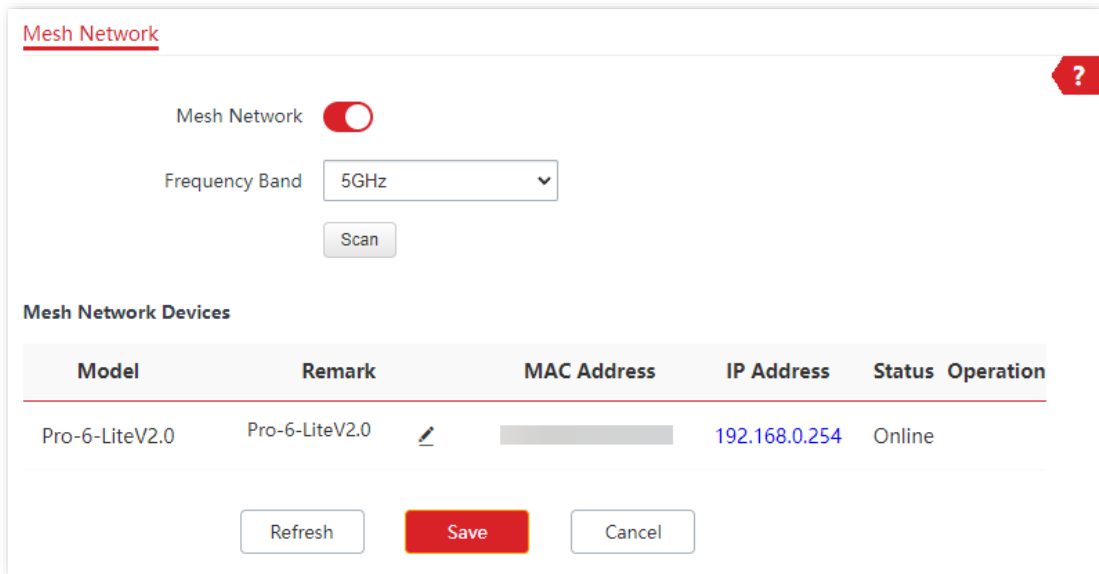 Mesh Network
?
Mesh Network
Frequency Band 5GHz
Scan
Mesh Network Devices
Model Remark MAC Address IP Address Status Operation
Pro-6-LiteV2.0 Pro-6-LiteV2.0 192.168.0.254 Online
Refresh Save Cancel